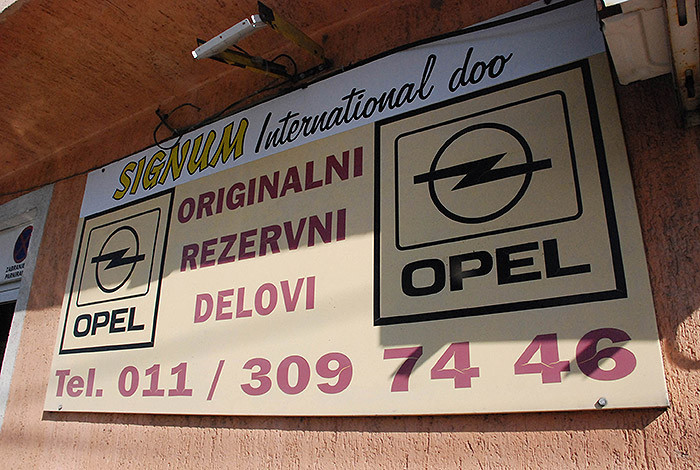 SIGNUM International doo
ORIGINALNI
REZERVNI
DELOVI
OPEL
OPEL
Tel. 011 / 309 74 46